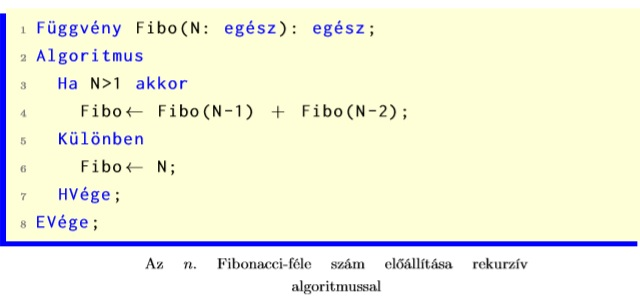 1 Függvény Fibo(N: egész): egész;
2 Algoritmus
3 Ha N>1 akkor
4 Fibo← Fibo(N-1) + Fibo(N-2);
5 Különben
6 Fibo← N;
7 HVége;
8 EVége;
Az n. Fibonacci-féle szám előállítása rekurzív
algoritmussal